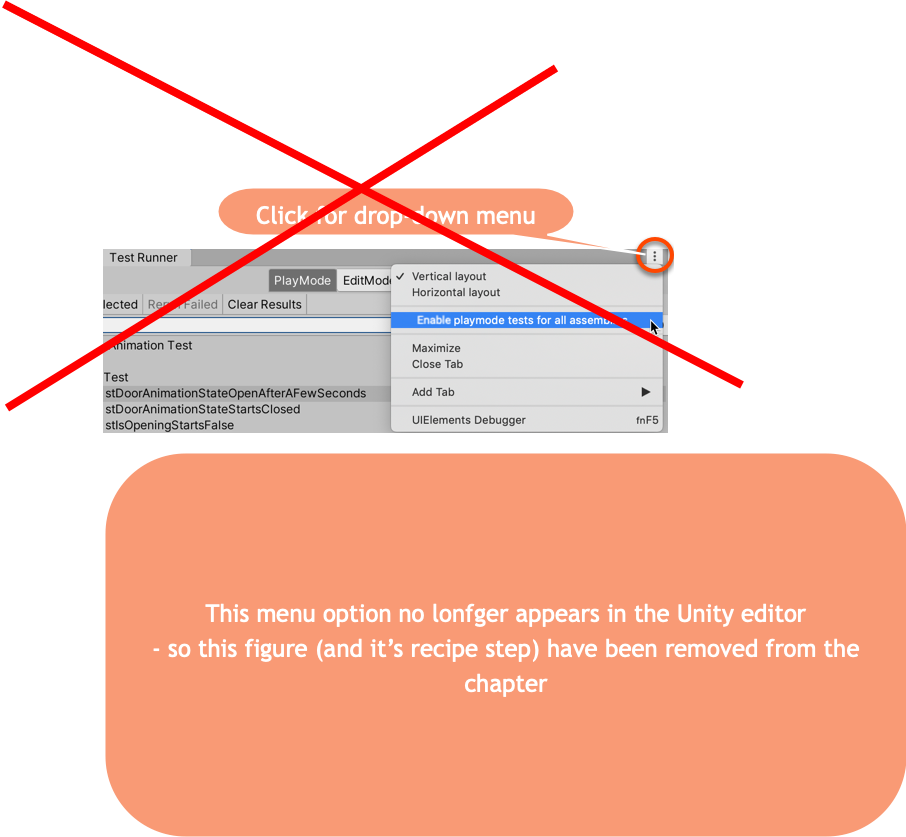 Click for drop-down menu
Test Runner
PlayMode EditMode
lected Rerun Failed Clear Results
Vertical layout
Horizontal layout
Enable playmode tests for all assemblies
Maximize
Close Tab
Add Tab
UIElements Debugger fnF5
Animation Test
Test
stDoorAnimationStateOpenAfterAFewSeconds
stDoorAnimationStateStartsClosed
stIsOpeningStartsFalse
This menu option no lonfger appears in the Unity editor
- so this figure (and it’s recipe step) have been removed from the
chapter